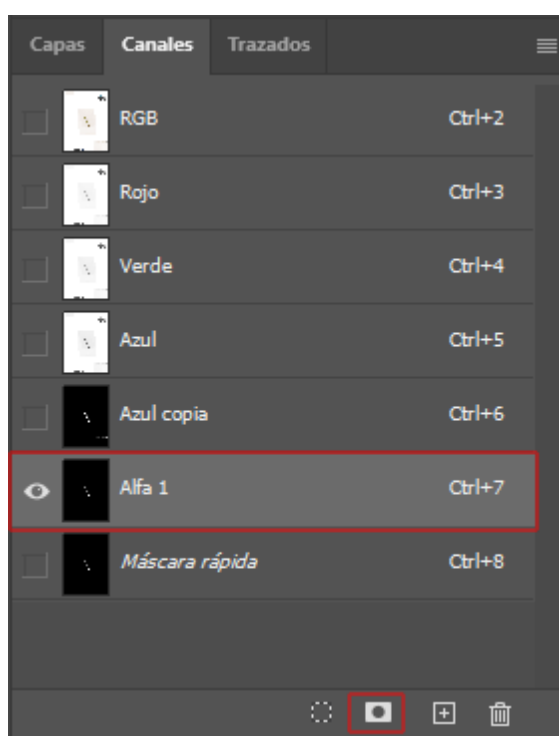 Capas Canales Trazados
RGB Ctrl+2
Rojo Ctrl+3
Verde Ctrl+4
Azul Ctrl+5
Azul copia Ctrl+6
Alfa 1 Ctrl+7
Máscara rápida Ctrl+8